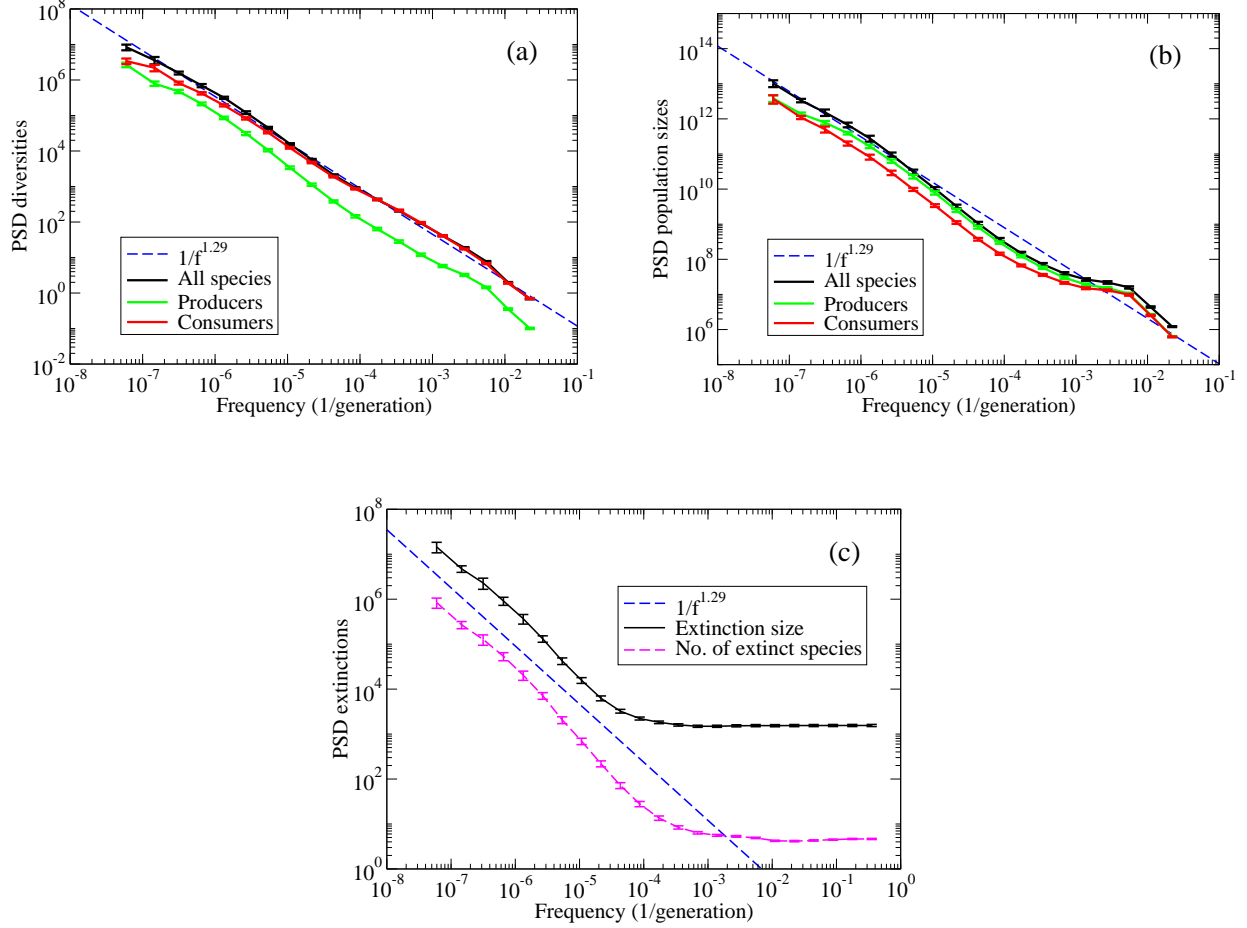 (a)
PSD diversities
10^8
10^6
10^4
10^2
10^0
10^-2
1/f^1.29
All species
Producers
Consumers
10^-8 10^-7 10^-6 10^-5 10^-4 10^-3 10^-2 10^-1
Frequency (1/generation)
(b)
PSD population sizes
10^14
10^12
10^10
10^8
10^6
1/f^1.29
All species
Producers
Consumers
10^-8 10^-7 10^-6 10^-5 10^-4 10^-3 10^-2 10^-1
Frequency (1/generation)
(c)
PSD extinctions
10^8
10^6
10^4
10^2
10^0
1/f^1.29
Extinction size
No. of extinct species
10^-8 10^-7 10^-6 10^-5 10^-4 10^-3 10^-2 10^-1 10^0
Frequency (1/generation)